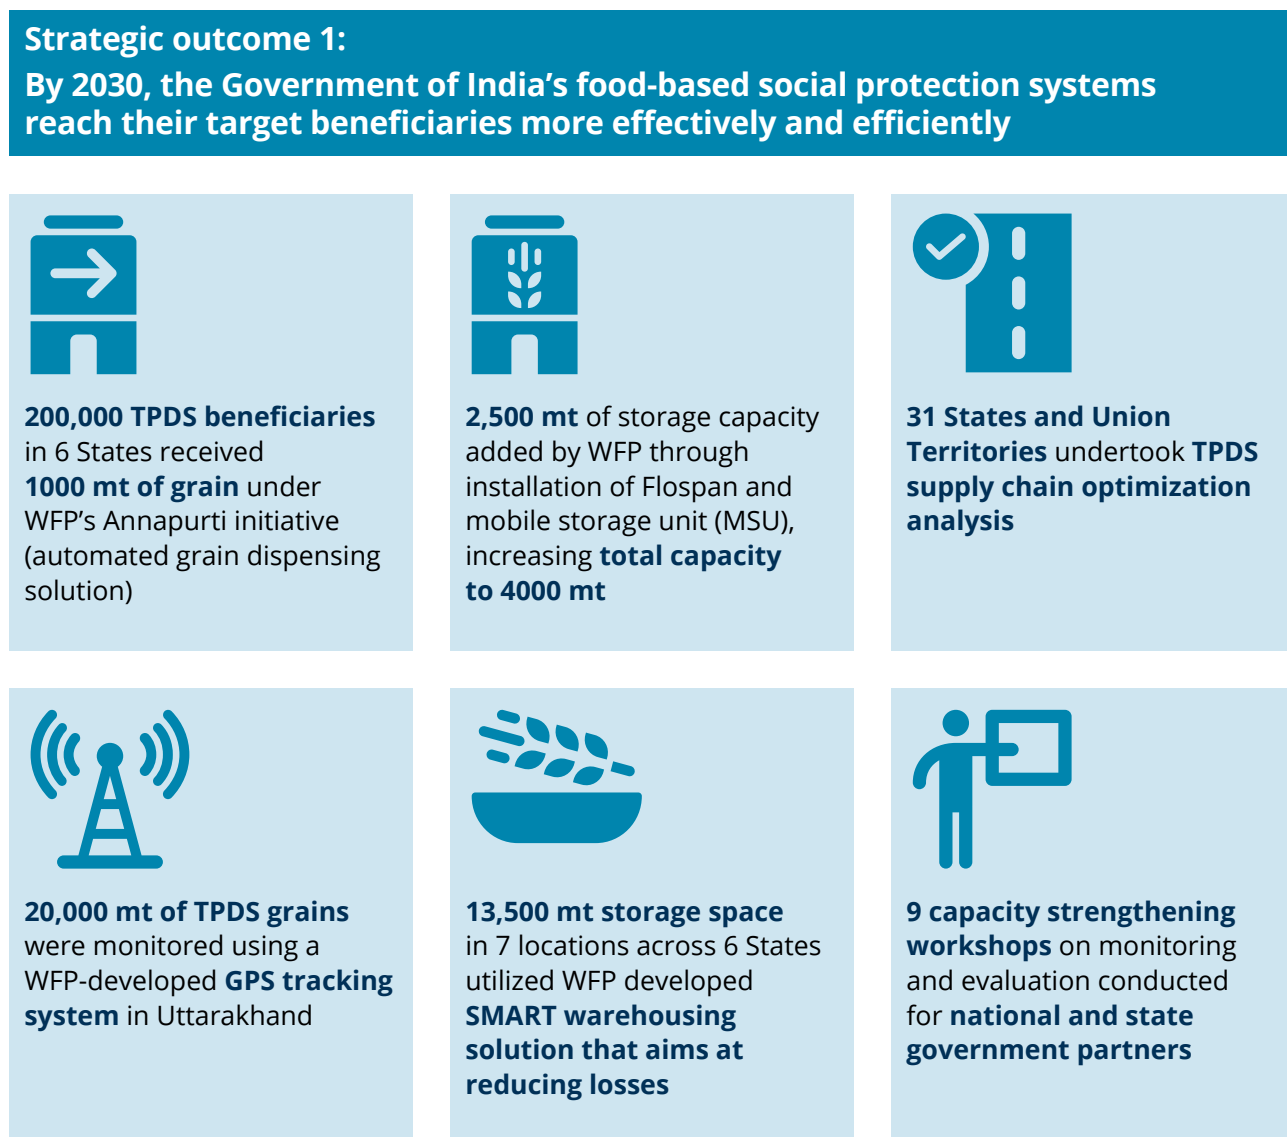 Strategic outcome 1:
By 2030, the Government of India’s food-based social protection systems
reach their target beneficiaries more effectively and efficiently
200,000 TPDS beneficiaries
in 6 States received
1000 mt of grain under
WFP’s Annapurti initiative
(automated grain dispensing
solution)
2,500 mt of storage capacity
added by WFP through
installation of Flospan and
mobile storage unit (MSU),
increasing total capacity
to 4000 mt
31 States and Union
Territories undertook TPDS
supply chain optimization
analysis
20,000 mt of TPDS grains
were monitored using a
WFP-developed GPS tracking
system in Uttarakhand
13,500 mt storage space
in 7 locations across 6 States
utilized WFP developed
SMART warehousing
solution that aims at
reducing losses
9 capacity strengthening
workshops on monitoring
and evaluation conducted
for national and state
government partners